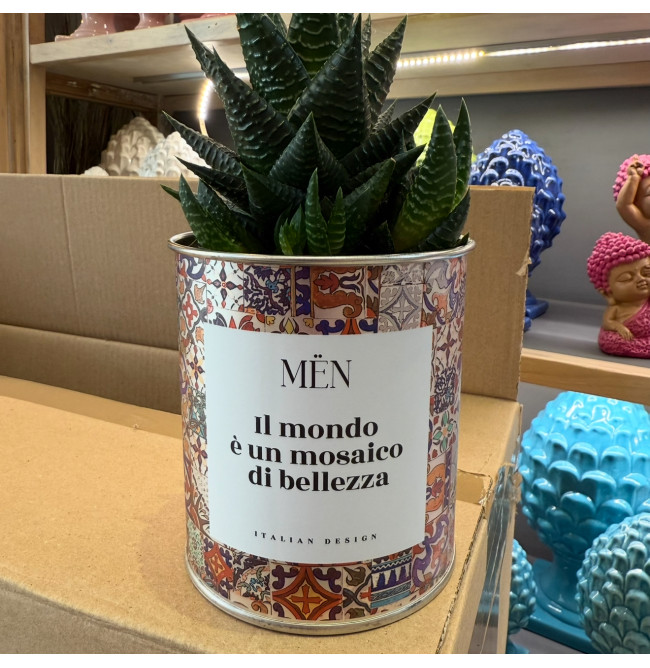 MËN
Il mondo
è un mosaico
di bellezza
ITALIAN DESIGN